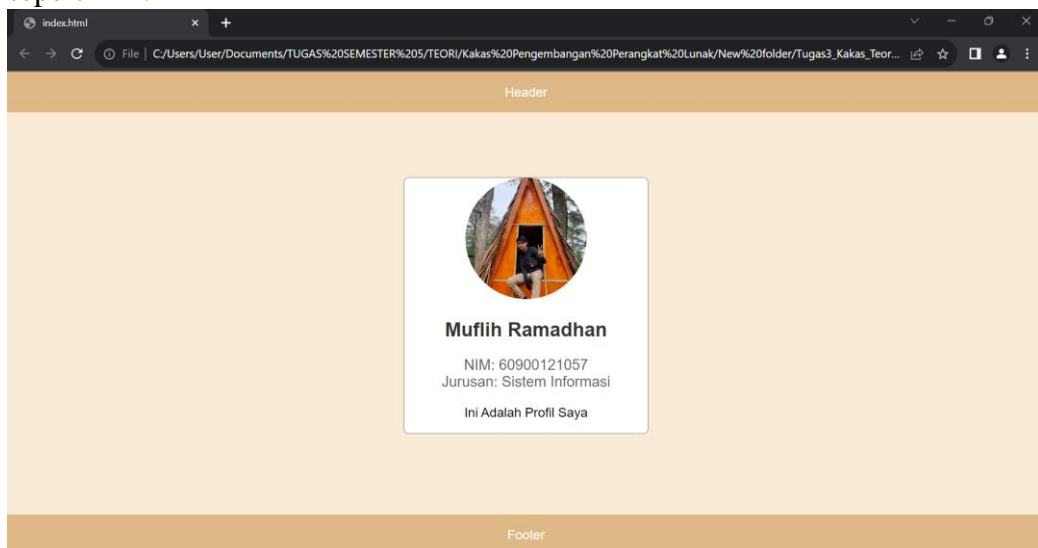 index.html
File | C:/Users/User/Documents/TUGAS%20SEMESTER%205/TEORI/Kakas%20Pengembangan%20Perangkat%20Lunak/New%20folder/Tugas3_Kakas_Teor...
Header
Muflih Ramadhan
NIM: 60900121057
Jurusan: Sistem Informasi
Ini Adalah Profil Saya
Footer